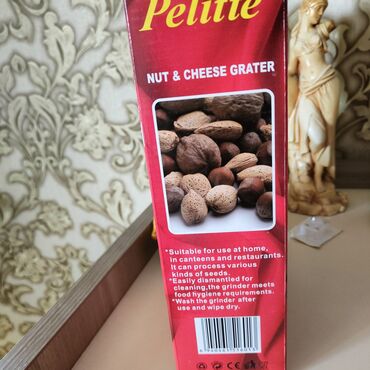 Pelitie
NUT & CHEESE GRATER
*Suitable for use at home,
in canteens and restaurants.
It can process various
kinds of seeds.
*Easily dismantled for
cleaning,the grinder meets
food hygiene requirements.
*Wash the grinder after
use and wipe dry.